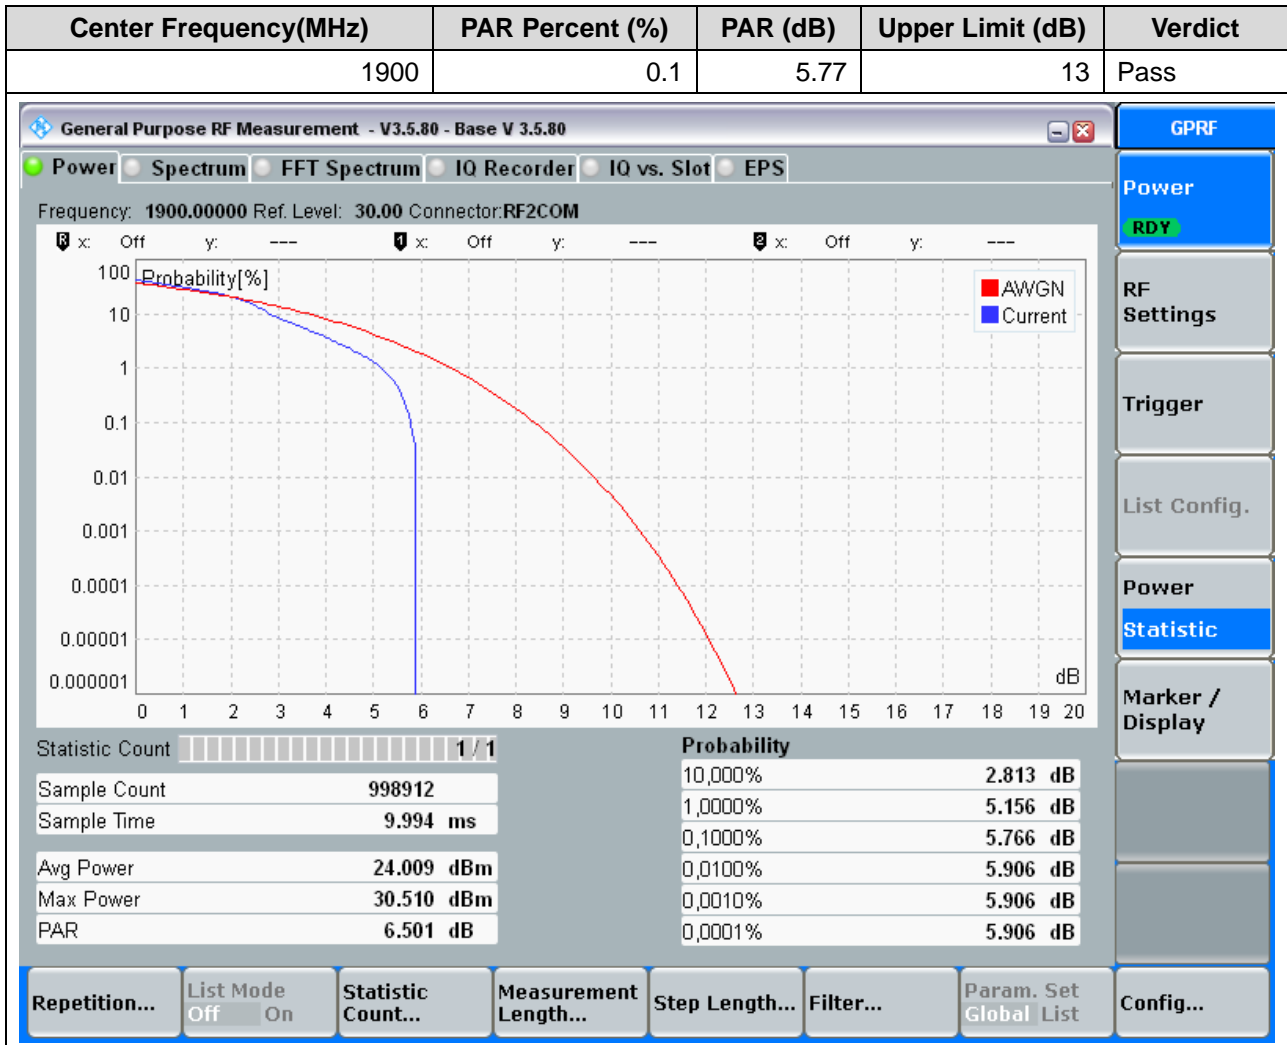 Center Frequency(MHz) PAR Percent (%) PAR (dB) Upper Limit (dB) Verdict
1900 0.1 5.77 13 Pass
General Purpose RF Measurement - V3.5.80 - Base V 3.5.80
GPRF
Power Spectrum FFT Spectrum IQ Recorder IQ vs. Slot EPS
Frequency: 1900.00000 Ref. Level: 30.00 Connector:RF2COM
R x: Off y: --- 1 x: Off y: --- 2 x: Off y: ---
Probability[%]
AWGN
Current
100
10
1
0.1
0.01
0.001
0.0001
0.00001
0.000001
dB
0 1 2 3 4 5 6 7 8 9 10 11 12 13 14 15 16 17 18 19 20
Statistic Count 1 / 1
Sample Count 998912
Sample Time 9.994 ms
Avg Power 24.009 dBm
Max Power 30.510 dBm
PAR 6.501 dB
Probability
10,000% 2.813 dB
1,0000% 5.156 dB
0,1000% 5.766 dB
0,0100% 5.906 dB
0,0010% 5.906 dB
0,0001% 5.906 dB
Power
RDY
RF
Settings
Trigger
List Config.
Power
Statistic
Marker /
Display
Repetition...
List Mode
Off On
Statistic
Count...
Measurement
Length...
Step Length...
Filter...
Param. Set
Global List
Config...